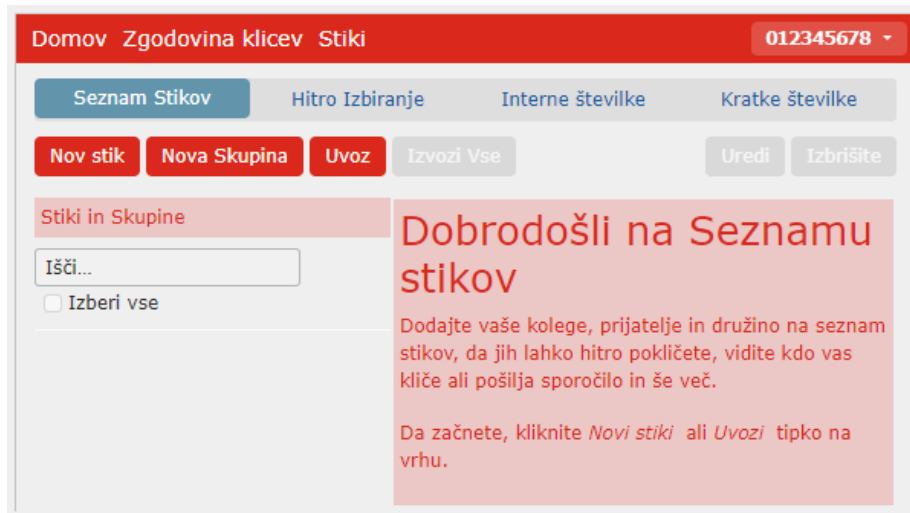 Domov Zgodovina klicev Stiki 012345678
Seznam Stikov Hitro Izbiranje Interne številke Kratke številke
Nov stik Nova Skupina Uvoz Izvozi Vse Uredi Izbrišite
Stiki in Skupine
Išči...
Izberi vse
Dobrodošli na Seznamu
stikov
Dodajte vaše kolege, prijatelje in družino na seznam
stikov, da jih lahko hitro pokličete, vidite kdo vas
kliče ali pošilja sporočilo in še več.
Da začnete, kliknite Novi stiki ali Uvozi tipko na
vrhu.